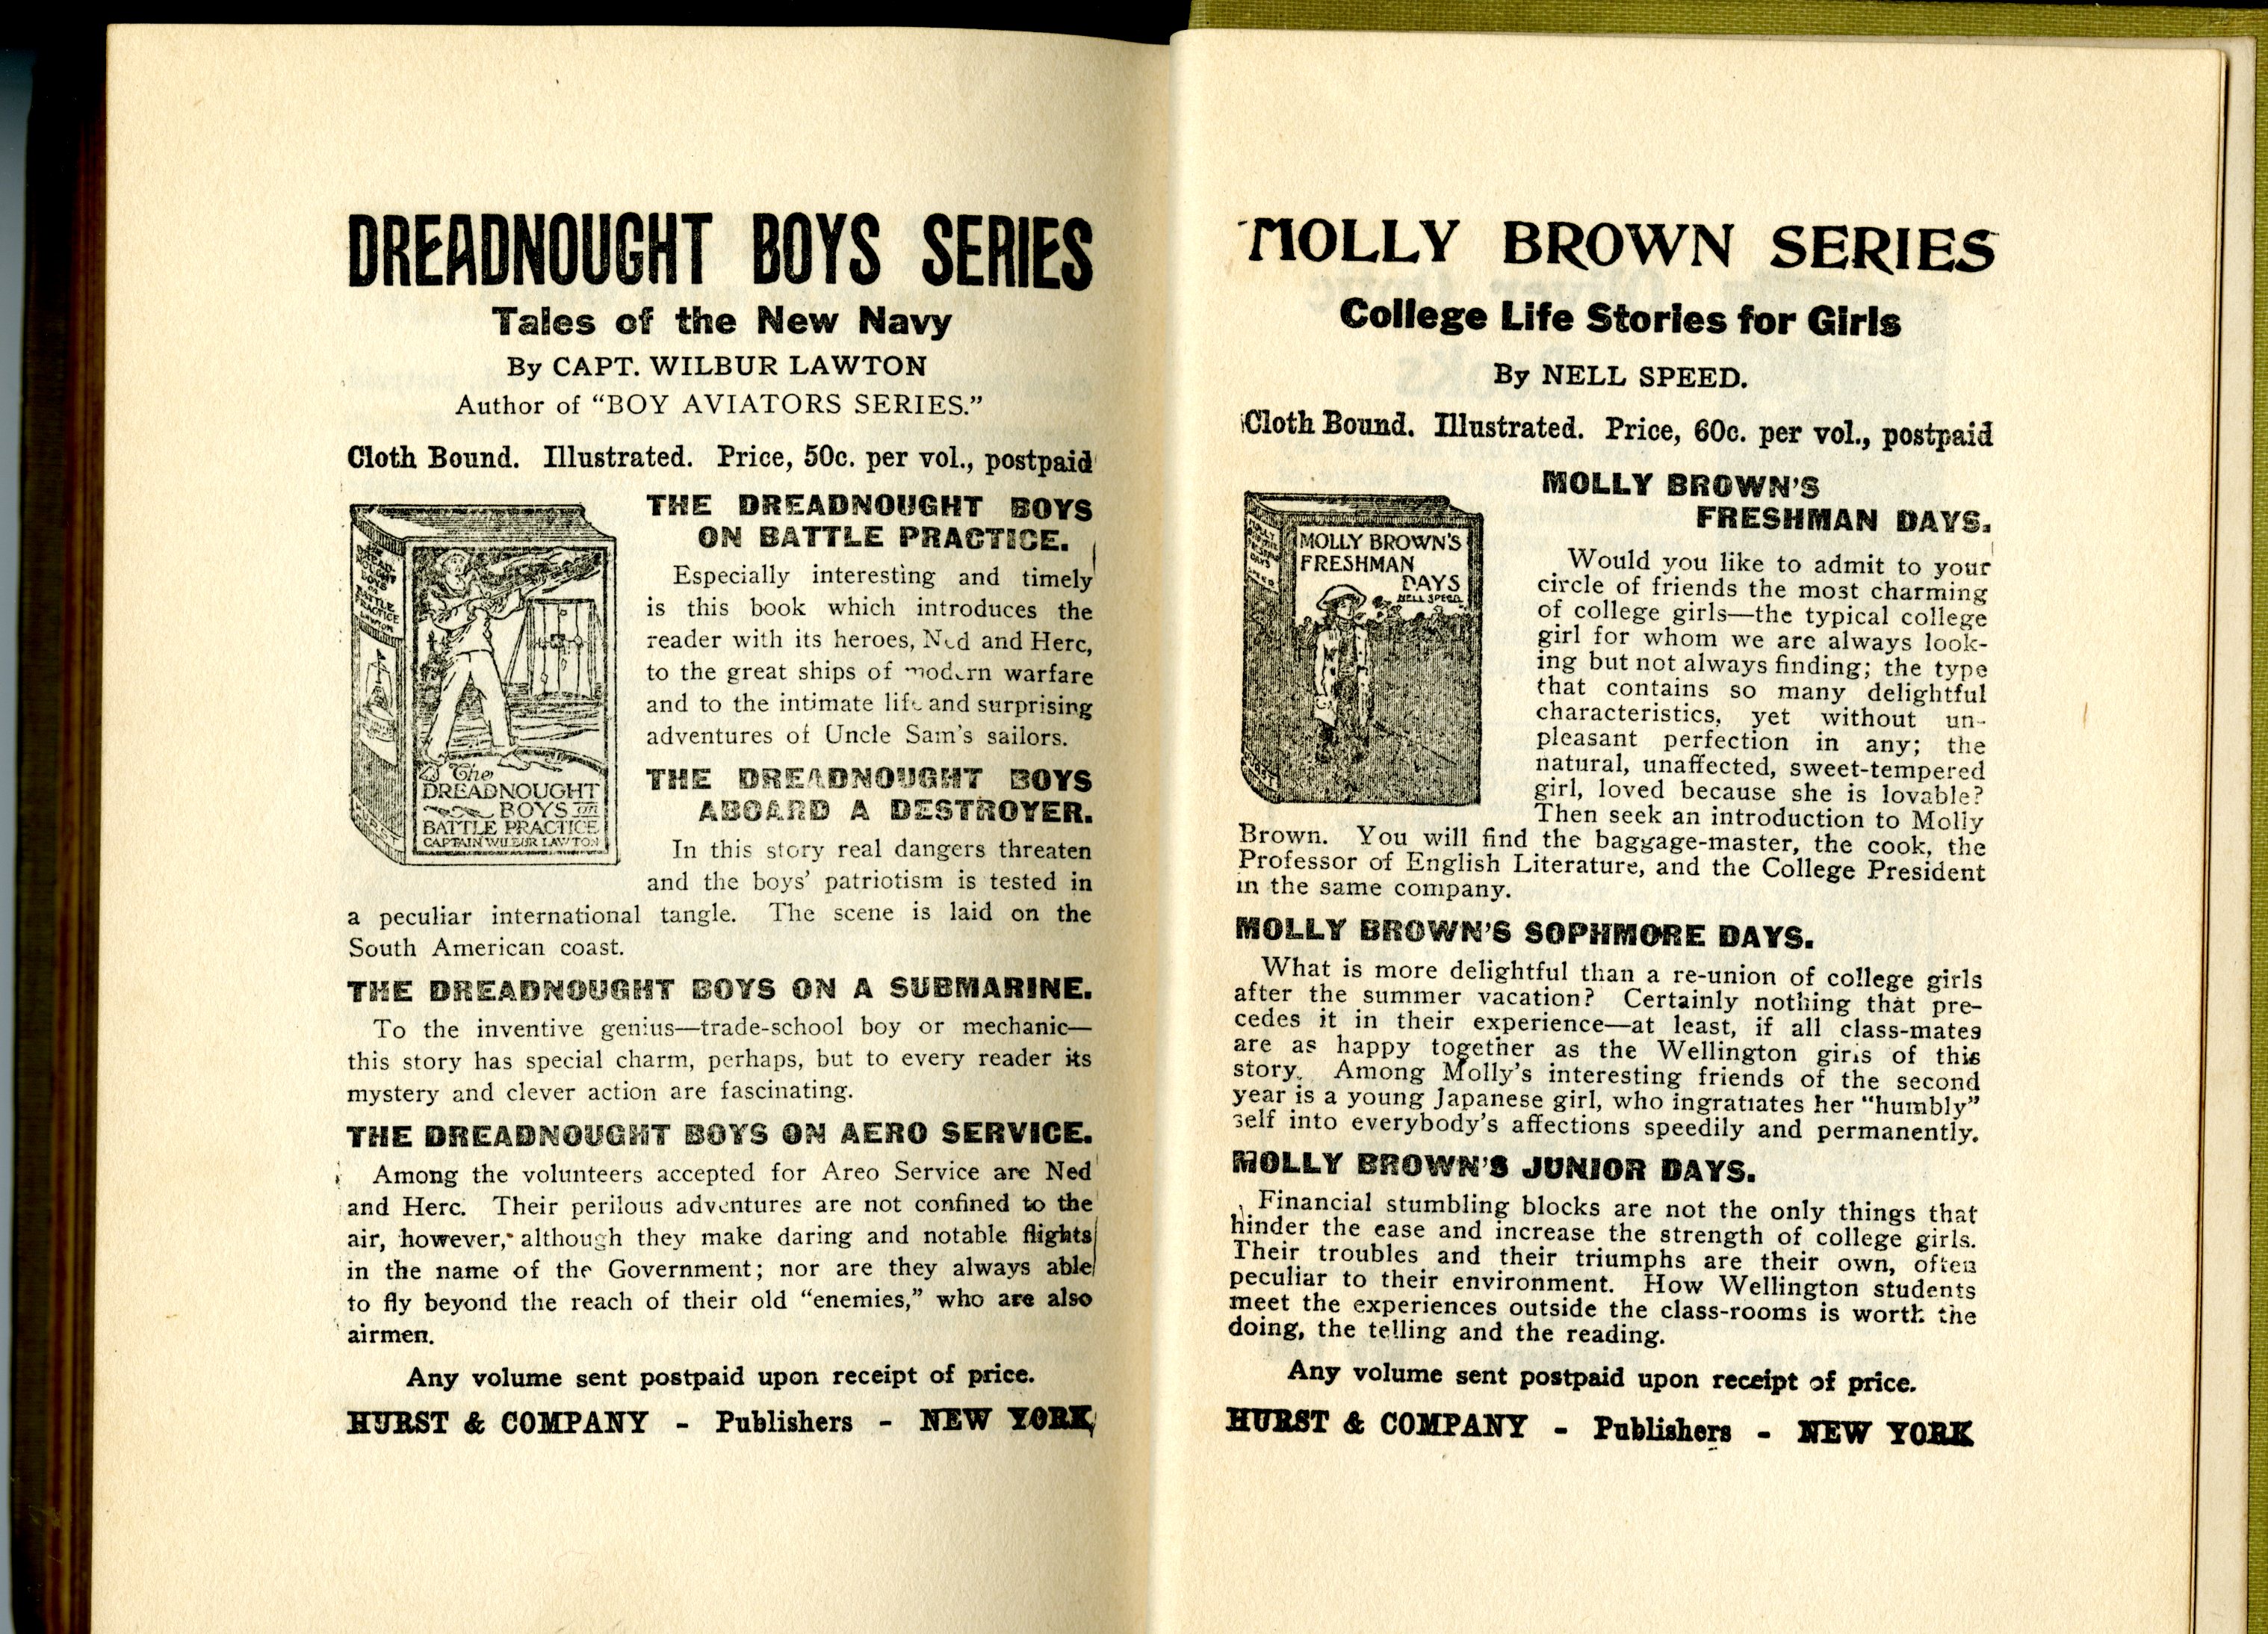 DREADNOUGHT BOYS SERIES
Tales of the New Navy
By CAPT. WILBUR LAWTON
Author of "BOY AVIATORS SERIES."
Cloth Bound. Illustrated. Price, 50c. per vol., postpaid
THE DREADNOUGHT BOYS
ON BATTLE PRACTICE.
Especially interesting and timely
is this book which introduces the
reader with its heroes, Ned and Herc,
to the great ships of modern warfare
and to the intimate life and surprising
adventures of Uncle Sam's sailors.
The
DREADNOUGHT
BOYS ON
BATTLE PRACTICE
CAPTAIN WILBUR LAWTON
THE DREADNOUGHT BOYS
ABOARD A DESTROYER.
In this story real dangers threaten
and the boys' patriotism is tested in
a peculiar international tangle. The scene is laid on the
South American coast.
THE DREADNOUGHT BOYS ON A SUBMARINE.
To the inventive genius—trade-school boy or mechanic—
this story has special charm, perhaps, but to every reader its
mystery and clever action are fascinating.
THE DREADNOUGHT BOYS ON AERO SERVICE.
Among the volunteers accepted for Areo Service are Ned
and Herc. Their perilous adventures are not confined to the
air, however, although they make daring and notable flights
in the name of the Government; nor are they always able
to fly beyond the reach of their old "enemies," who are also
airmen.
Any volume sent postpaid upon receipt of price.
HURST & COMPANY - Publishers - NEW YORK
MOLLY BROWN SERIES
College Life Stories for Girls
By NELL SPEED.
Cloth Bound. Illustrated. Price, 60c. per vol., postpaid
MOLLY BROWN'S
FRESHMAN DAYS.
MOLLY BROWN'S
FRESHMAN
DAYS
NELL SPEED
Would you like to admit to your
circle of friends the most charming
of college girls—the typical college
girl for whom we are always look-
ing but not always finding; the type
that contains so many delightful
characteristics, yet without un-
pleasant perfection in any; the
natural, unaffected, sweet-tempered
girl, loved because she is lovable?
Then seek an introduction to Molly
Brown. You will find the baggage-master, the cook, the
Professor of English Literature, and the College President
in the same company.
MOLLY BROWN'S SOPHMORE DAYS.
What is more delightful than a re-union of college girls
after the summer vacation? Certainly nothing that pre-
cedes it in their experience—at least, if all class-mates
are as happy together as the Wellington girls of this
story. Among Molly's interesting friends of the second
year is a young Japanese girl, who ingratiates her "humbly"
self into everybody's affections speedily and permanently.
MOLLY BROWN'S JUNIOR DAYS.
Financial stumbling blocks are not the only things that
hinder the ease and increase the strength of college girls.
Their troubles and their triumphs are their own, often
peculiar to their environment. How Wellington students
meet the experiences outside the class-rooms is worth the
doing, the telling and the reading.
Any volume sent postpaid upon receipt of price.
HURST & COMPANY - Publishers - NEW YORK